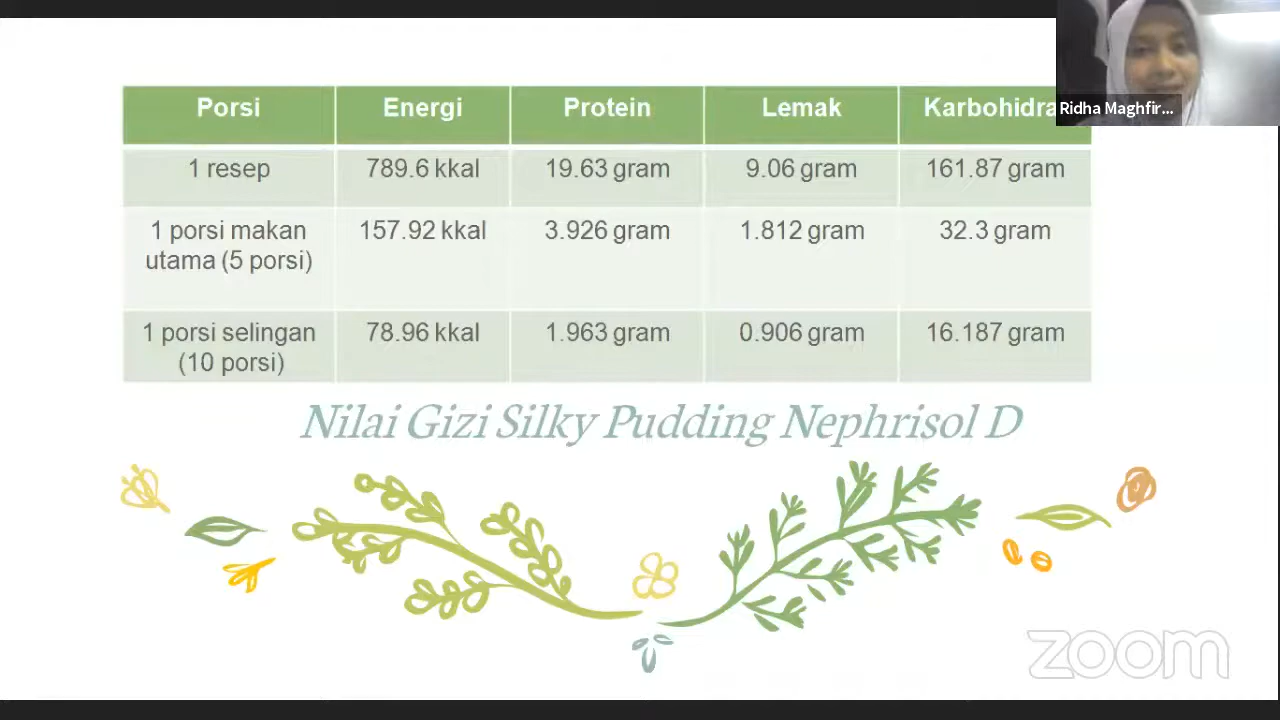 Porsi Energi Protein Lemak Karbohidra
Ridha Maghfir...
1 resep 789.6 kkal 19.63 gram 9.06 gram 161.87 gram
1 porsi makan 157.92 kkal 3.926 gram 1.812 gram 32.3 gram
utama (5 porsi)
1 porsi selingan 78.96 kkal 1.963 gram 0.906 gram 16.187 gram
(10 porsi)
Nilai Gizi Silky Pudding Nephrisol D
zoom